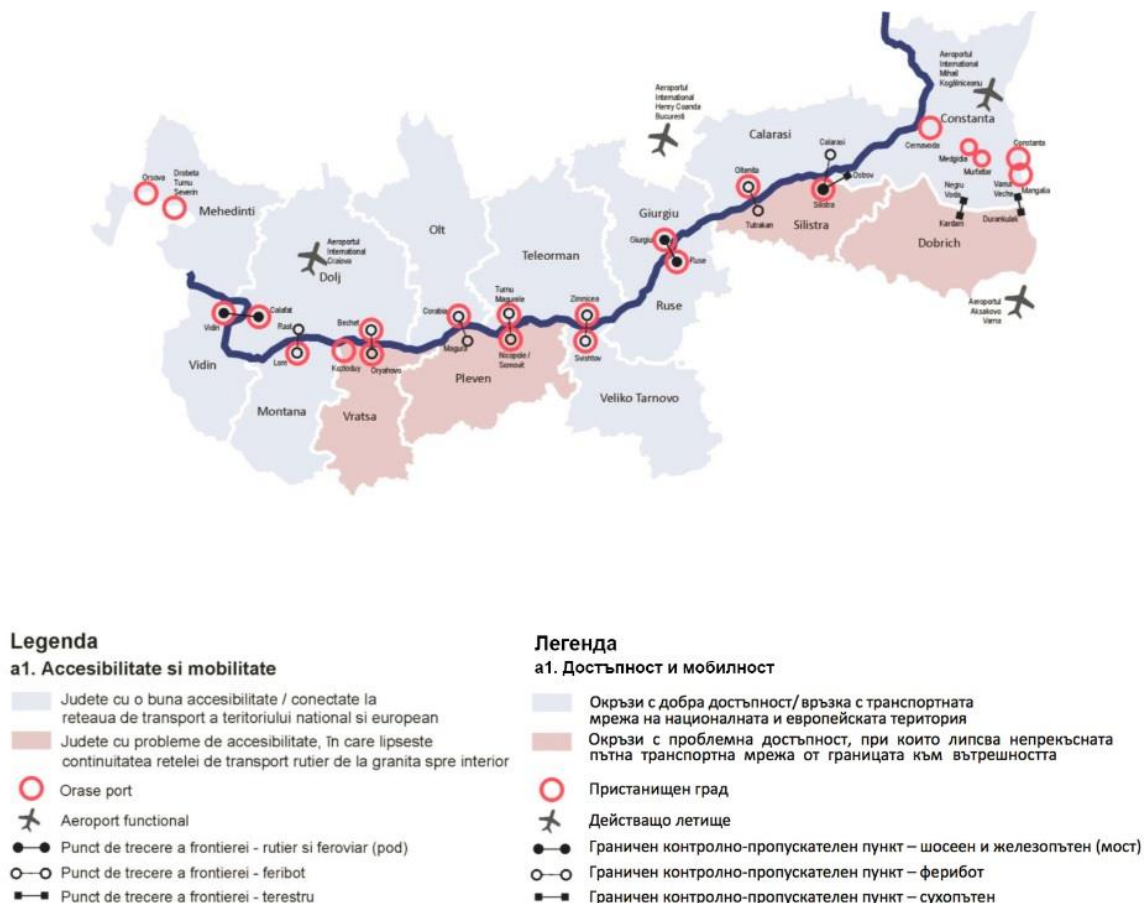 Aeroportul
International
Mihail
Kogălniceanu
Constanta
Aeroportul
International
Henry Coanda
Bucuresti
Calarasi
Calarasi
Cernavoda
Medgidia
Murfatlar
Constanta
Mangalia
Ostrov
Negru
Voda
Vama
Veche
Kardam
Durankulak
Oltenita
Tutrakan
Silistra
Silistra
Dobrich
Aeroportul
Aksakovo
Varna
Orsova
Drobeta
Turnu
Severin
Mehedinti
Olt
Aeroportul
International
Craiova
Dolj
Teleorman
Giurgiu
Giurgiu
Ruse
Ruse
Vidin
Calafat
Rast
Bechet
Corabia
Turnu
Magurele
Zimnicea
Lom
Kozloduy
Oryahovo
Magura
Nicopole /
Somovit
Svishtov
Vidin
Montana
Vratsa
Pleven
Veliko Tarnovo
Legenda
a1. Accesibilitate si mobilitate
Judete cu o buna accesibilitate / conectate la
reteaua de transport a teritoriului national si european
Judete cu probleme de accesibilitate, în care lipseste
continuitatea retelei de transport rutier de la granita spre interior
Orase port
Aeroport functional
Punct de trecere a frontierei - rutier si feroviar (pod)
Punct de trecere a frontierei - feribot
Punct de trecere a frontierei - terestru
Легенда
а1. Достъпност и мобилност
Окръзи с добра достъпност/връзка с транспортната
мрежа на националната и европейската територия
Окръзи с проблемна достъпност, при които липсва непрекъсната
пътна транспортна мрежа от границата към вътрешността
Пристанищен град
Действащо летище
Граничен контролно-пропускателен пункт – шосеен и железопътен (мост)
Граничен контролно-пропускателен пункт – ферибот
Граничен контролно-пропускателен пункт – сухопътен